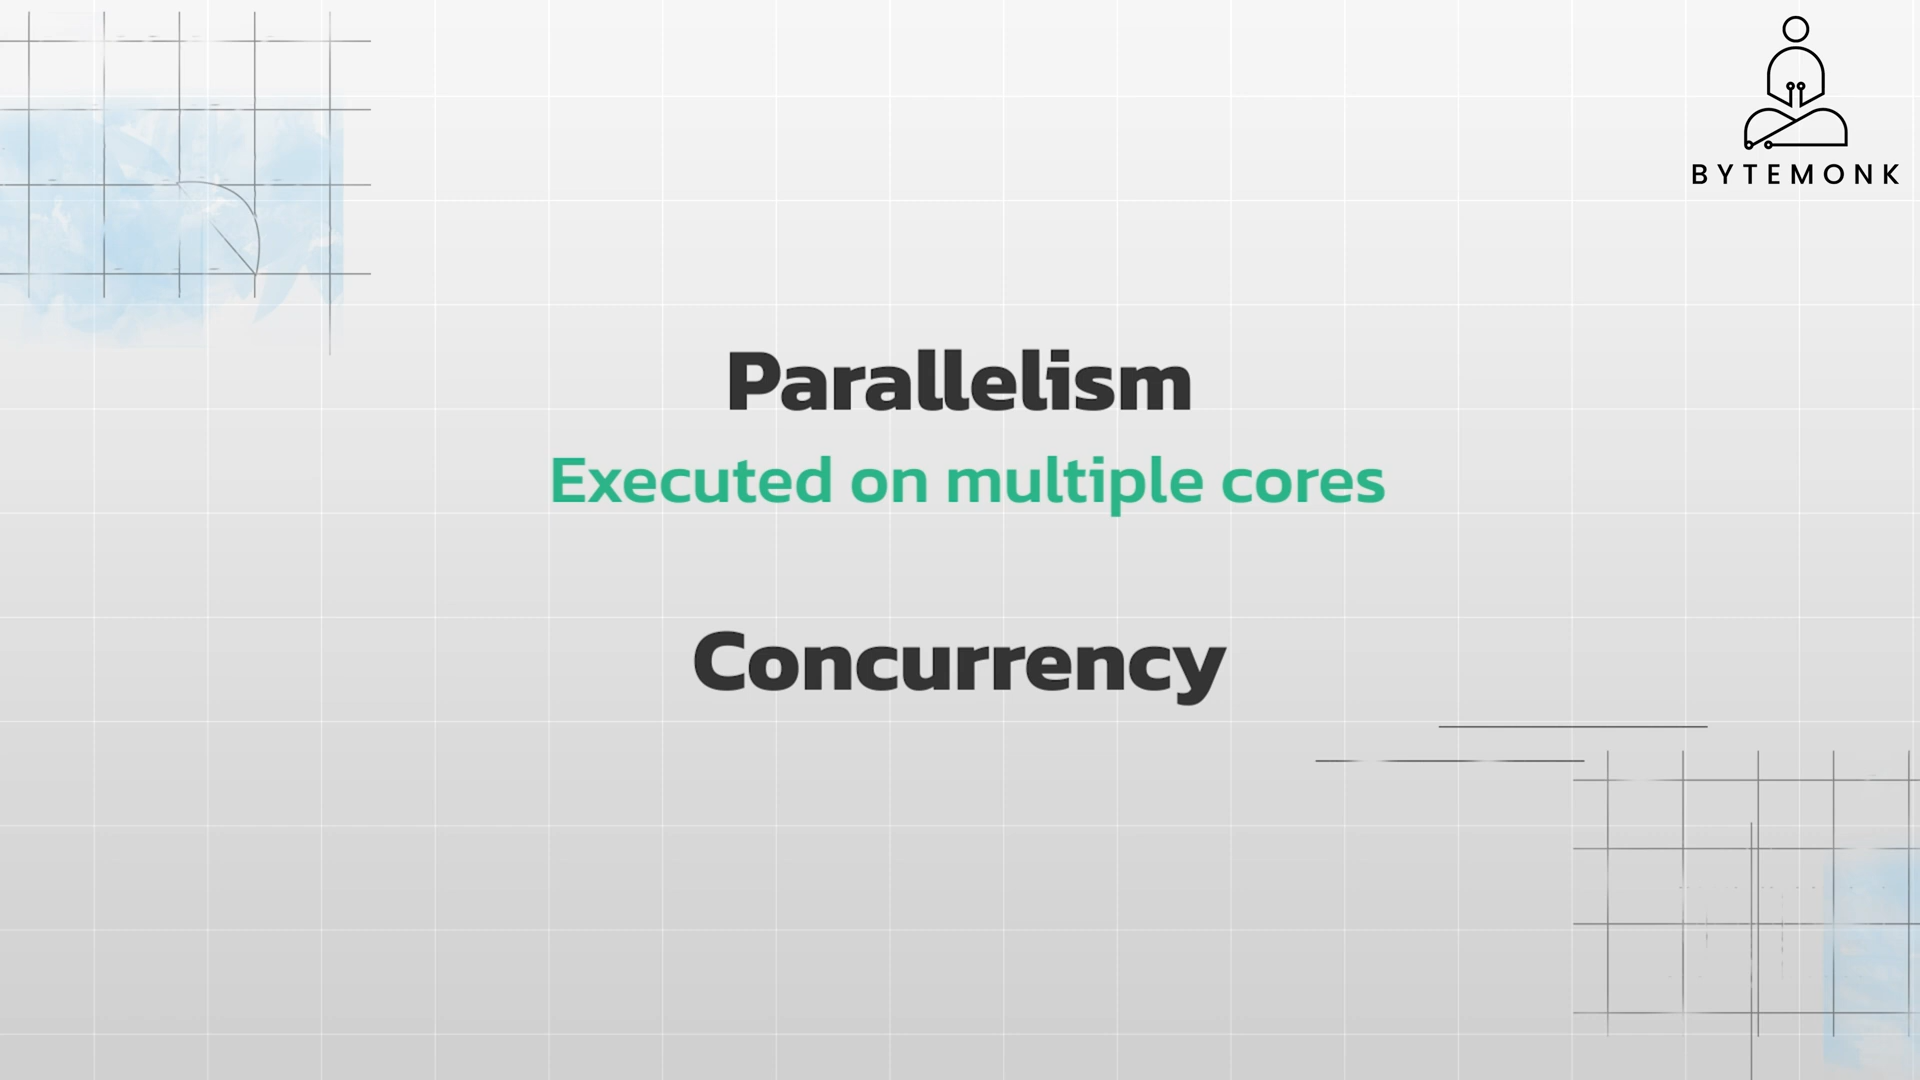 BYTEMONK
Parallelism
Executed on multiple cores
Concurrency